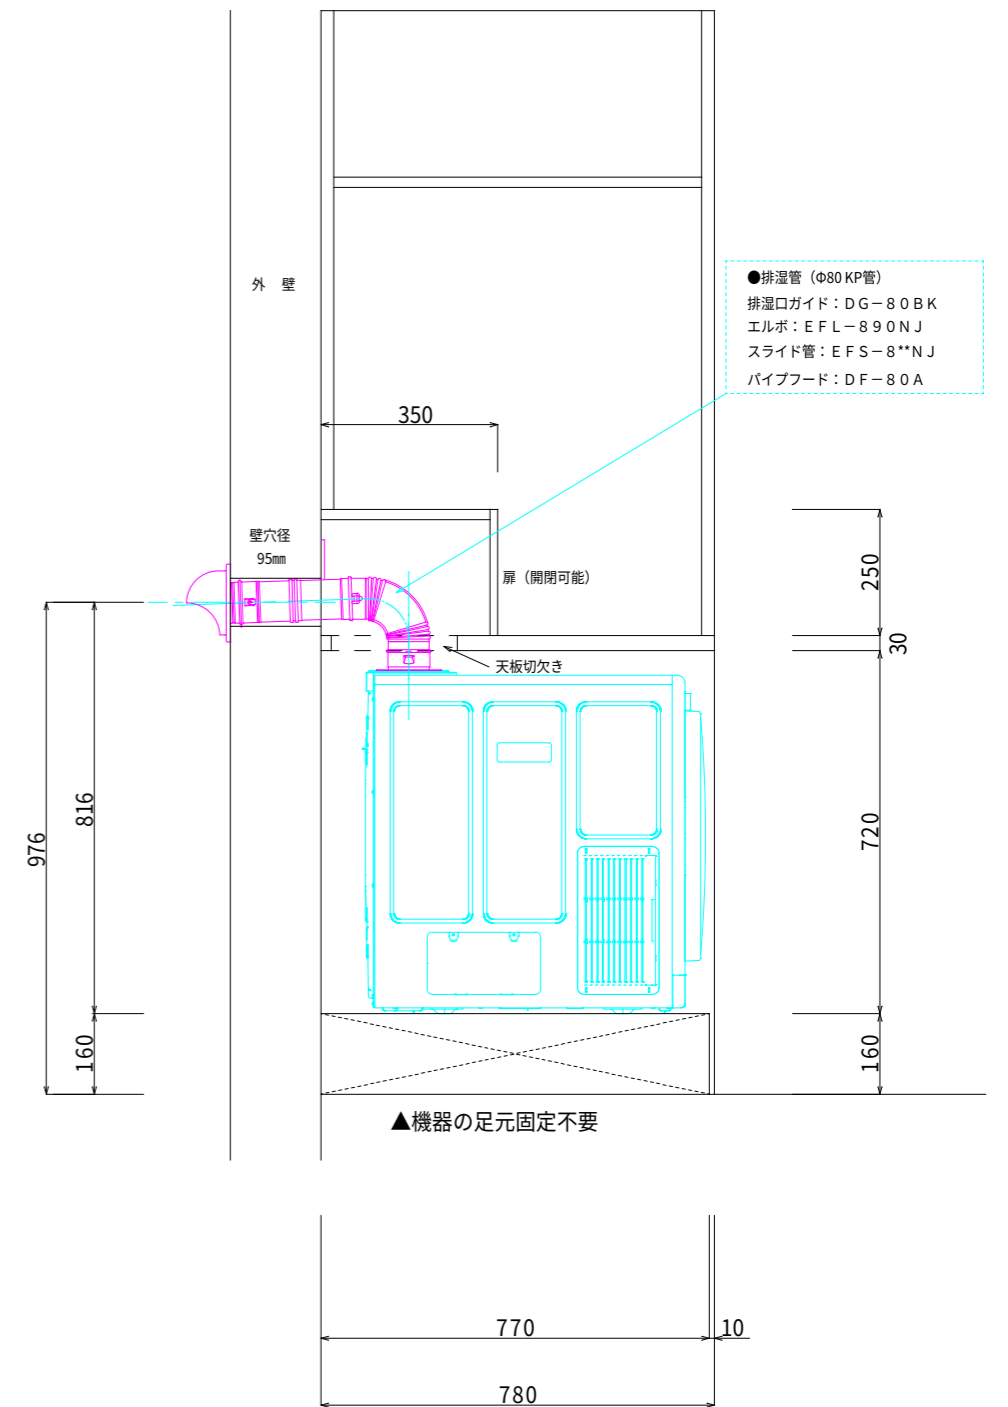 外　壁
●排湿管（Φ80 KP管）
排湿口ガイド：ＤＧ－８０ＢＫ
エルボ：ＥＦＬ－８９０ＮＪ
スライド管：ＥＦＳ－８**ＮＪ
パイプフード：ＤＦ－８０Ａ
350
壁穴径
95㎜
扉（開閉可能）
250
30
天板切欠き
816
976
720
160
160
▲機器の足元固定不要
770
10
780